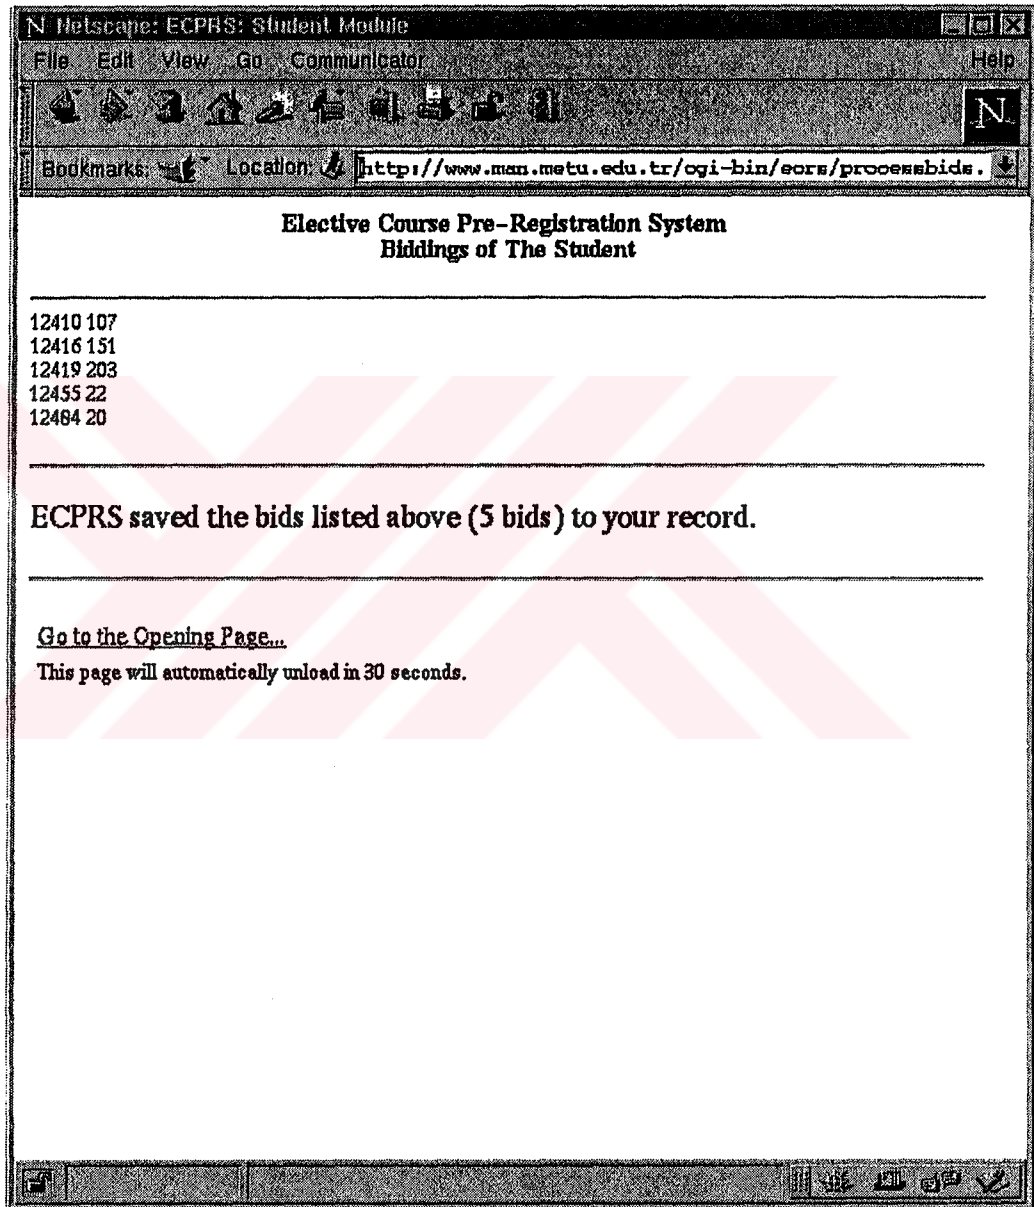 N Netscape: ECPRS: Student Module
File Edit View Go Communicator Help
N
Bookmarks: Location: http://www.man.metu.edu.tr/cgi-bin/ecrs/processbids.
Elective Course Pre-Registration System
Biddings of The Student
12410 107
12416 151
12419 203
12455 22
12484 20
ECPRS saved the bids listed above (5 bids) to your record.
Go to the Opening Page...
This page will automatically unload in 30 seconds.